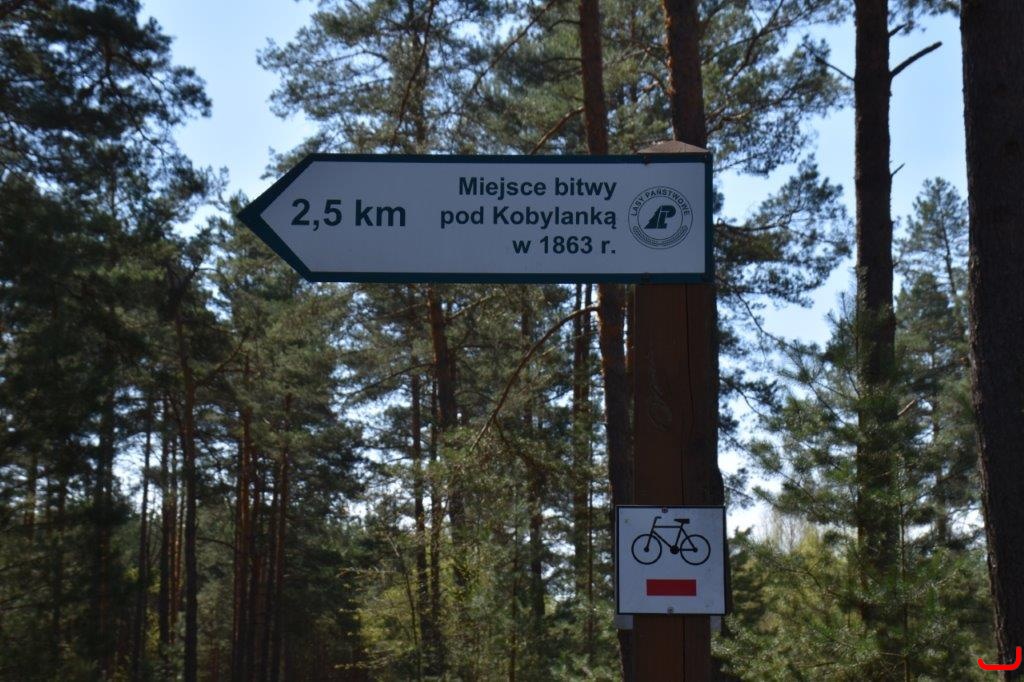 2,5 km
Miejsce bitwy
pod Kobylanką
w 1863 r.
LASY PAŃSTWOWE